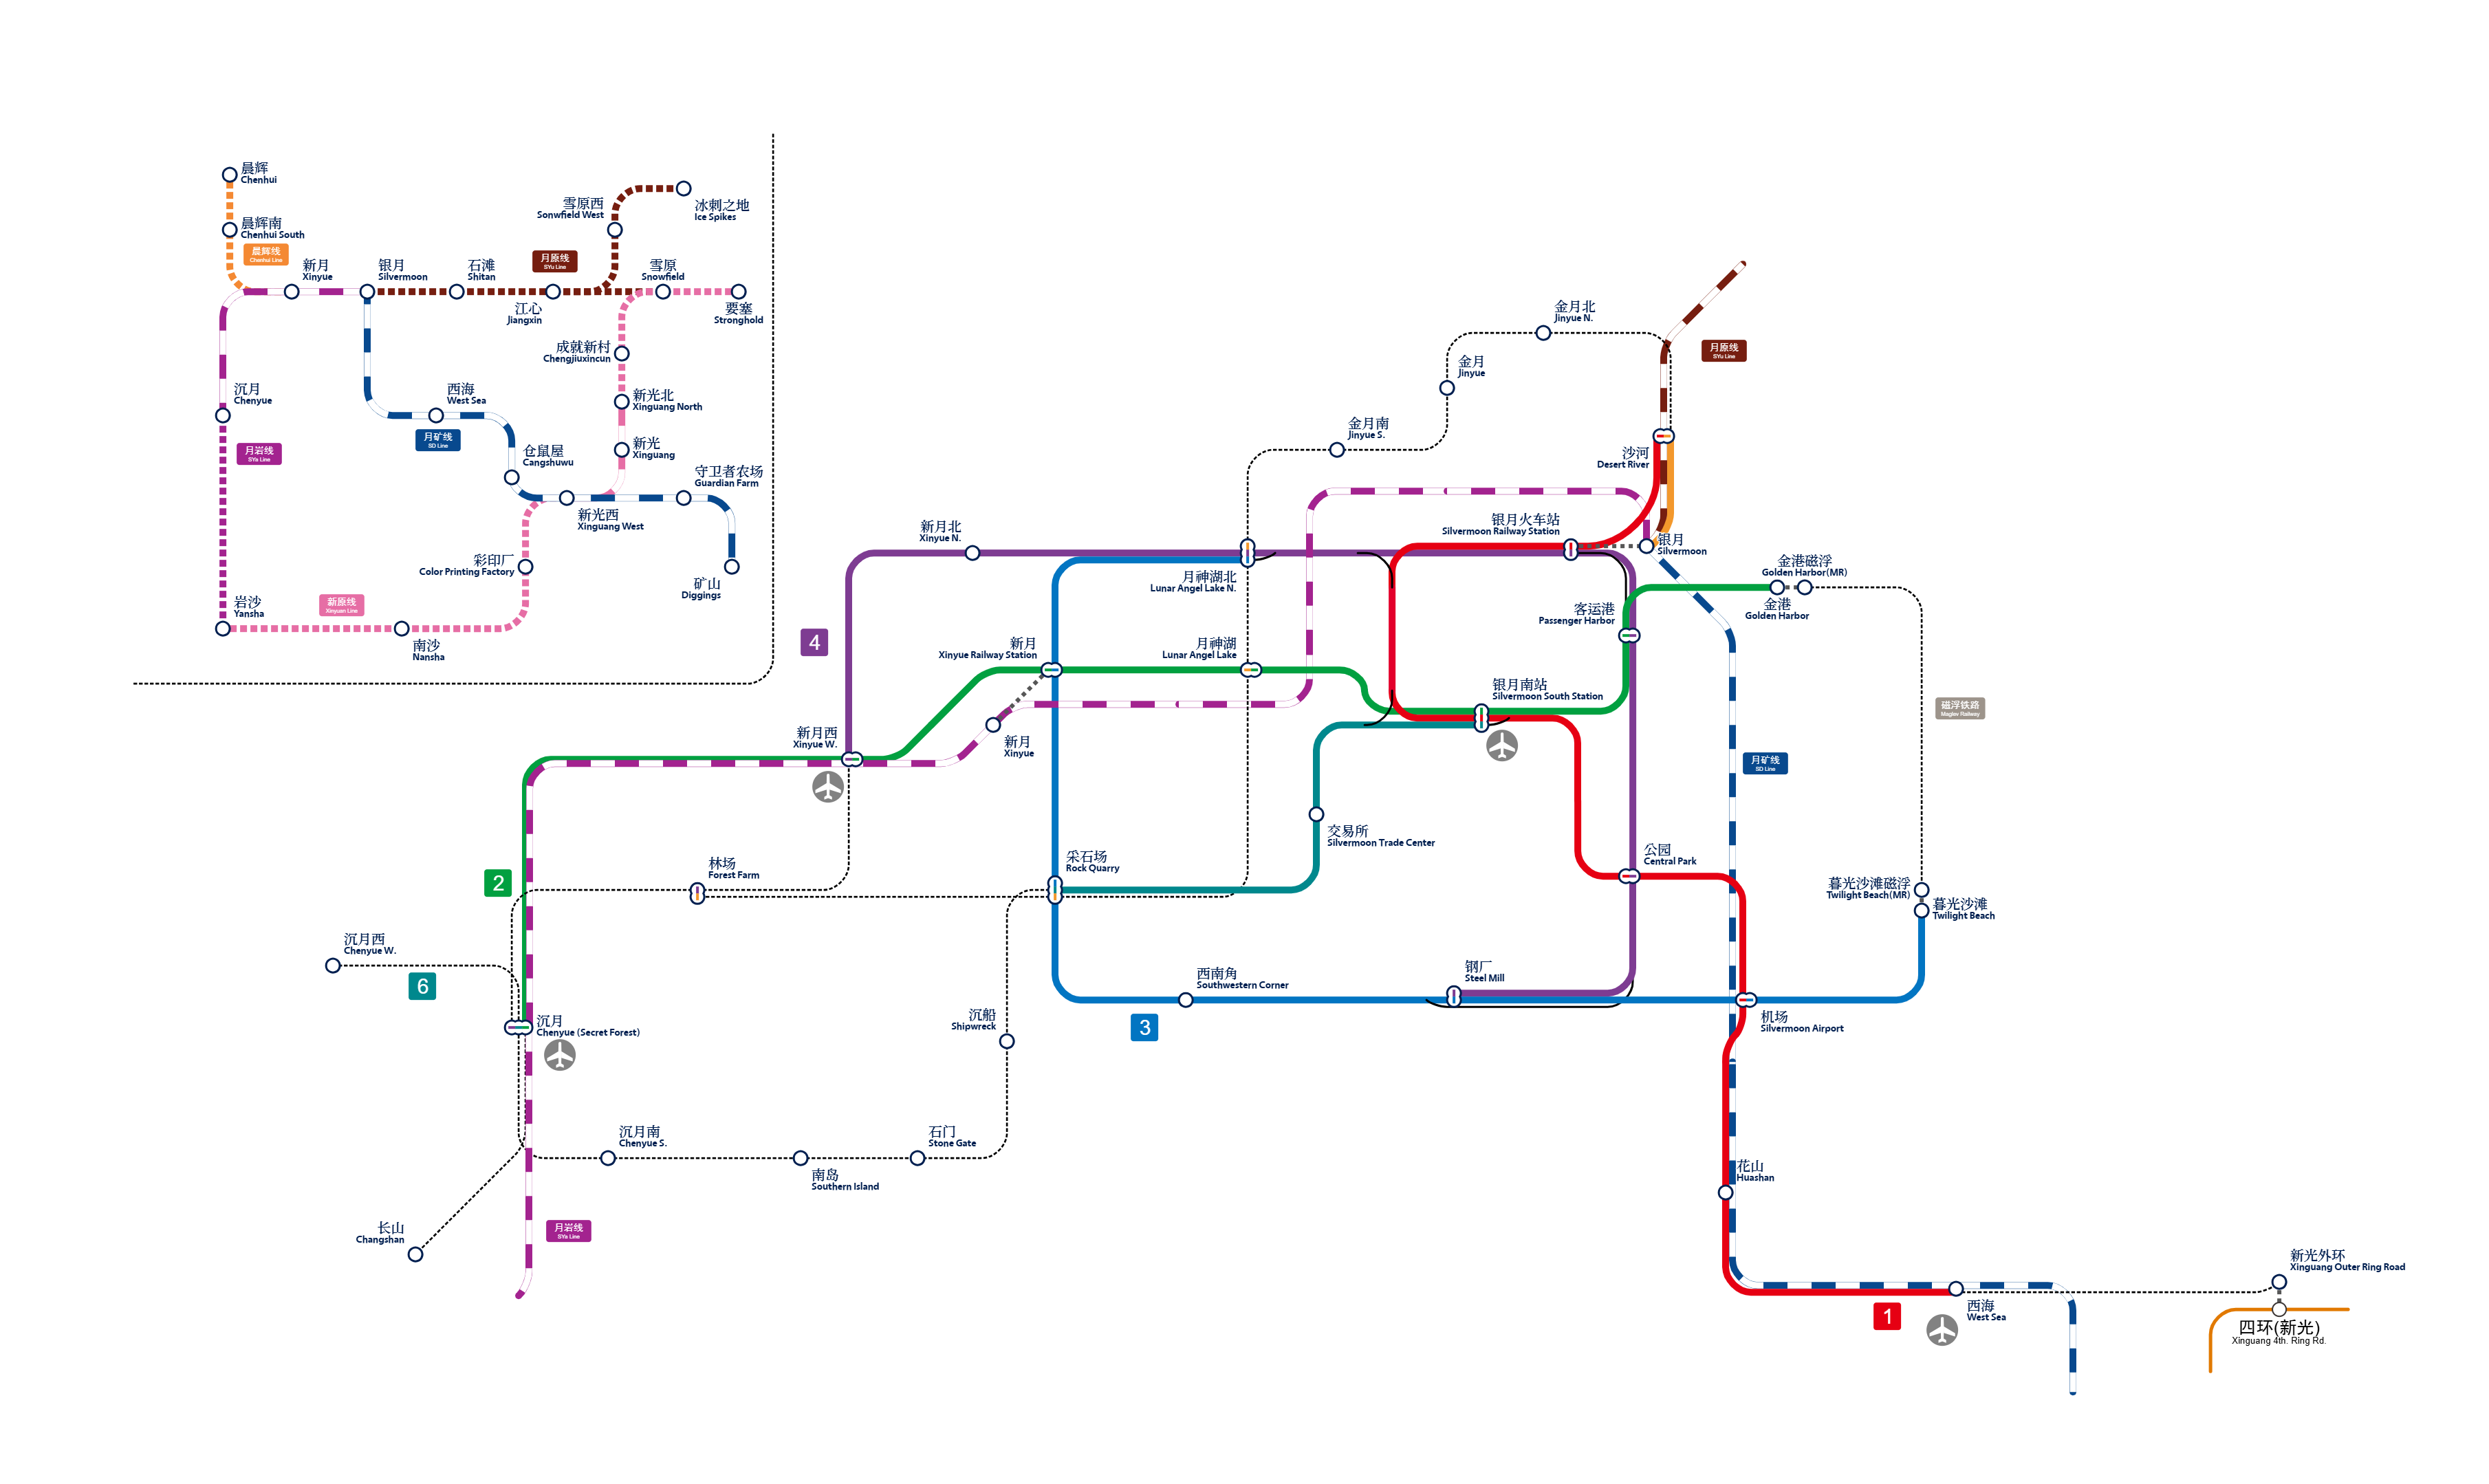 晨辉
Chenhui
晨辉南
Chenhui South
晨辉线
Chenhui Line
新月
Xinyue
银月
Silvermoon
石滩
Shitan
江心
Jiangxin
月原线
SYu Line
雪原西
Sonwfield West
冰刺之地
Ice Spikes
雪原
Snowfield
要塞
Stronghold
成就新村
Chengjiuxincun
新光北
Xinguang North
新光
Xinguang
沉月
Chenyue
月岩线
SYa Line
西海
West Sea
月矿线
SD Line
仓鼠屋
Cangshuwu
新光西
Xinguang West
守卫者农场
Guardian Farm
矿山
Diggings
彩印厂
Color Printing Factory
岩沙
Yansha
新原线
Xinyuan Line
南沙
Nansha
金月北
Jinyue N.
金月
Jinyue
金月南
Jinyue S.
月原线
SYu Line
沙河
Desert River
新月北
Xinyue N.
银月火车站
Silvermoon Railway Station
银月
Silvermoon
月神湖北
Lunar Angel Lake N.
金港磁浮
Golden Harbor(MR)
金港
Golden Harbor
客运港
Passenger Harbor
4
新月
Xinyue Railway Station
月神湖
Lunar Angel Lake
银月南站
Silvermoon South Station
磁浮铁路
Maglev Railway
新月西
Xinyue W.
新月
Xinyue
月矿线
SD Line
交易所
Silvermoon Trade Center
林场
Forest Farm
采石场
Rock Quarry
公园
Central Park
2
暮光沙滩磁浮
Twilight Beach(MR)
暮光沙滩
Twilight Beach
沉月西
Chenyue W.
6
西南角
Southwestern Corner
钢厂
Steel Mill
沉月
Chenyue (Secret Forest)
沉船
Shipwreck
3
机场
Silvermoon Airport
沉月南
Chenyue S.
南岛
Southern Island
石门
Stone Gate
花山
Huashan
长山
Changshan
月岩线
SYa Line
1
西海
West Sea
新光外环
Xinguang Outer Ring Road
四环(新光)
Xinguang 4th. Ring Rd.